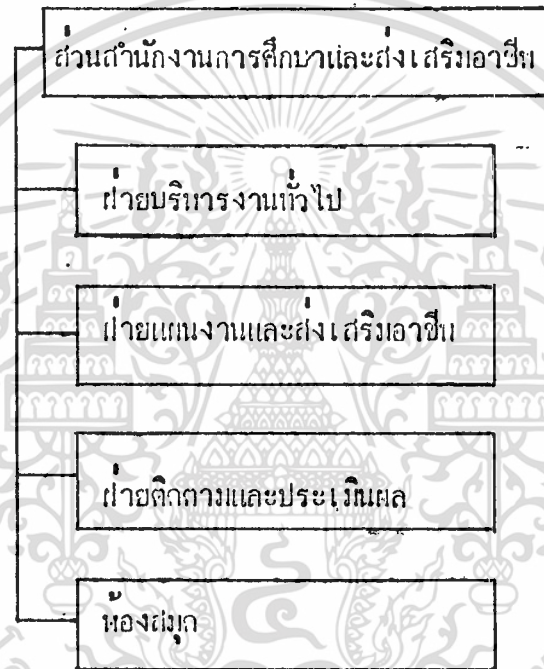 ส่วนสำนักงานการศึกษาและส่งเสริมอาชีพ
ฝ่ายบริหารงานทั่วไป
ฝ่ายแผนงานและส่งเสริมอาชีพ
ฝ่ายติดตามและประเมินผล
ห้องสมุด